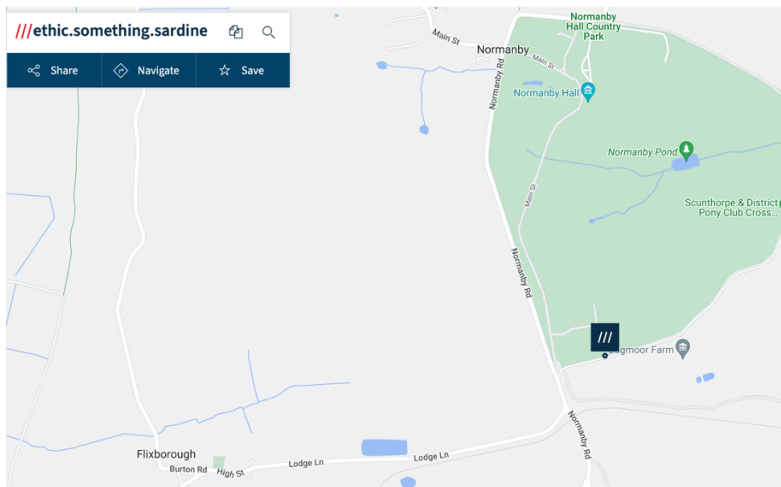 ///ethic.something.sardine
Share
Navigate
Save
Main St
Normanby
Main St
Normanby Rd
Normanby
Hall Country
Park
Normanby Hall
Normanby Pond
Main St
Scunthorpe & District
Pony Club Cross...
Normanby Rd
///
Normanby Rd
Flixborough
Burton Rd
High St
Lodge Ln
Lodge Ln
Farm